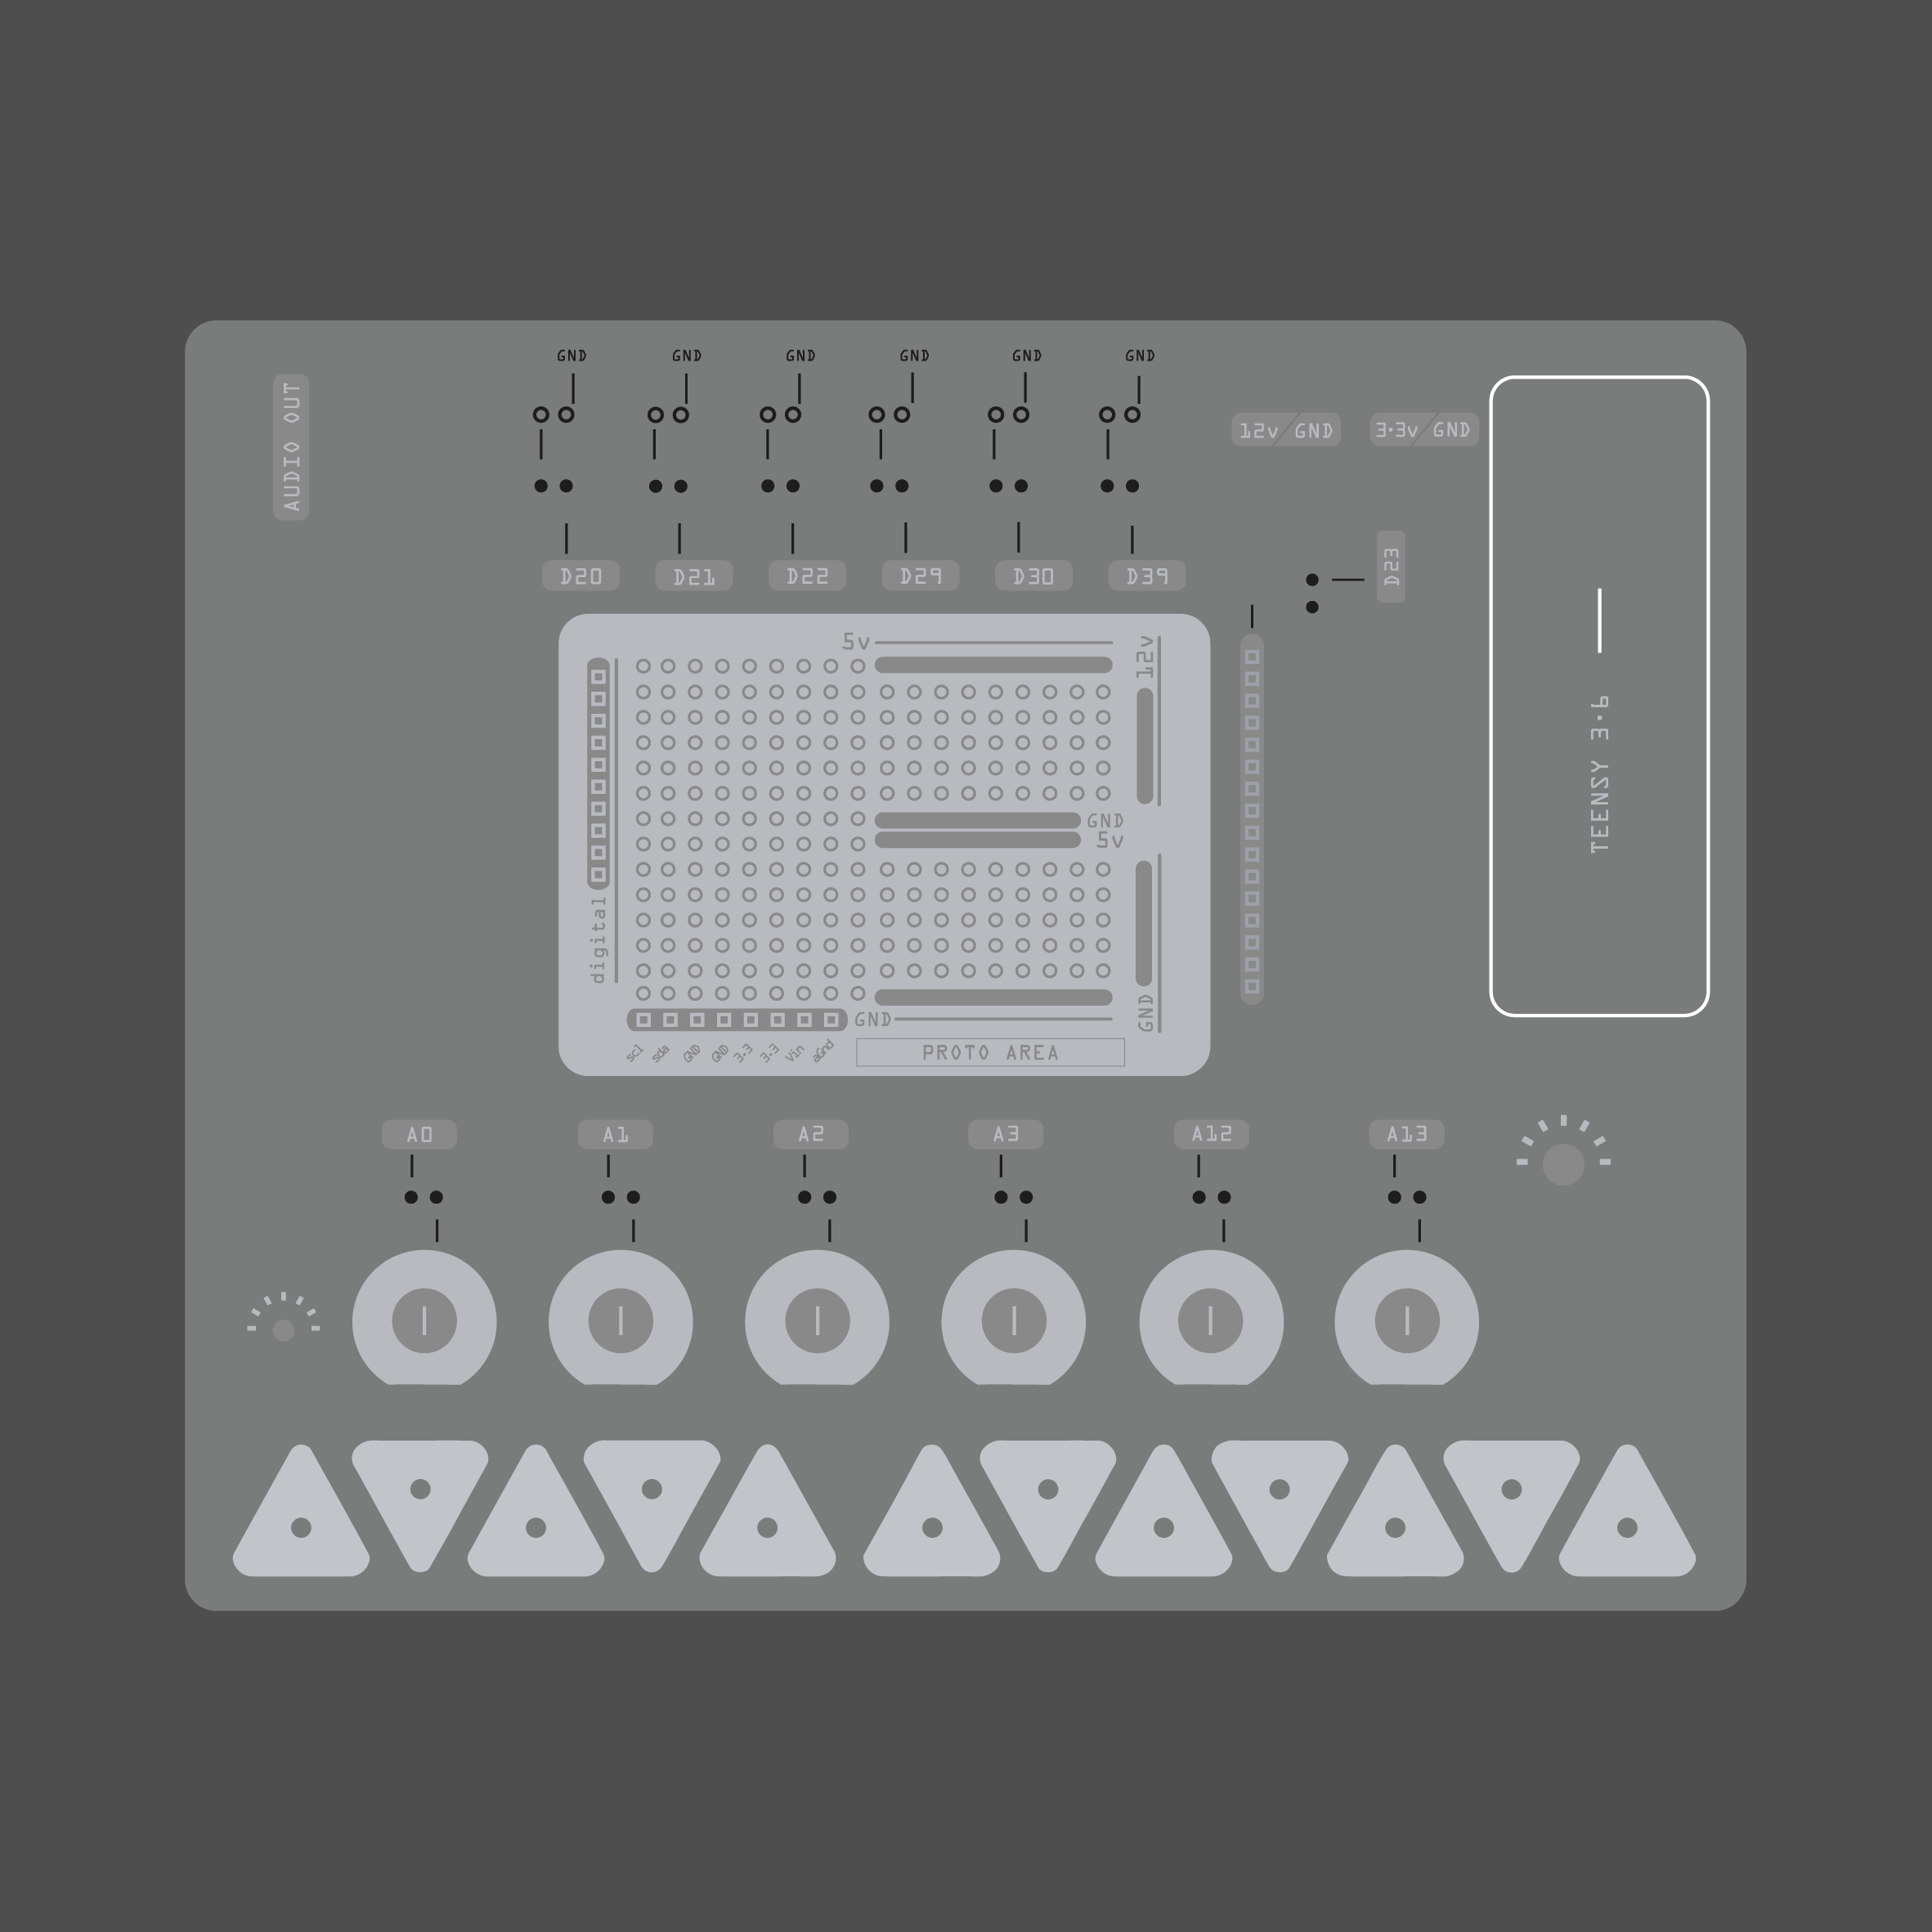 GND GND GND GND GND GND
AUDIO OUT
12v/GND 3.3v/GND
D20 D21 D22 D29 D30 D39
D23
5v
12v
TEENSY 3.6
GND
5v
digital
GND
GND
scl sda GND GND 3.3 3.3 Vin aGnd
PROTO AREA
A0 A1 A2 A3 A12 A13